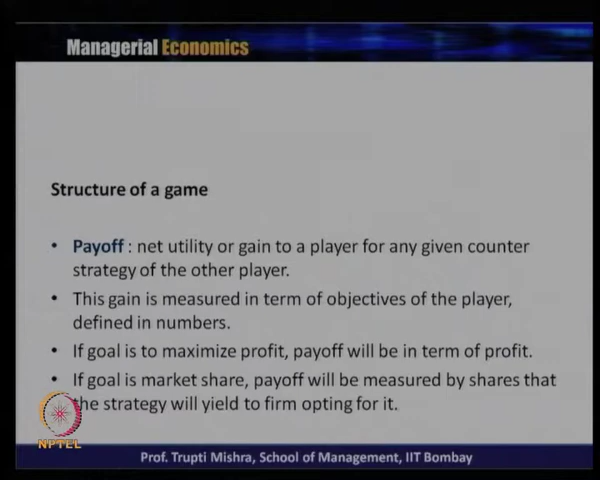 Managerial Economics
Structure of a game
• Payoff : net utility or gain to a player for any given counter
strategy of the other player.
• This gain is measured in term of objectives of the player,
defined in numbers.
• If goal is to maximize profit, payoff will be in term of profit.
• If goal is market share, payoff will be measured by shares that
the strategy will yield to firm opting for it.
NPTEL
Prof. Trupti Mishra, School of Management, IIT Bombay